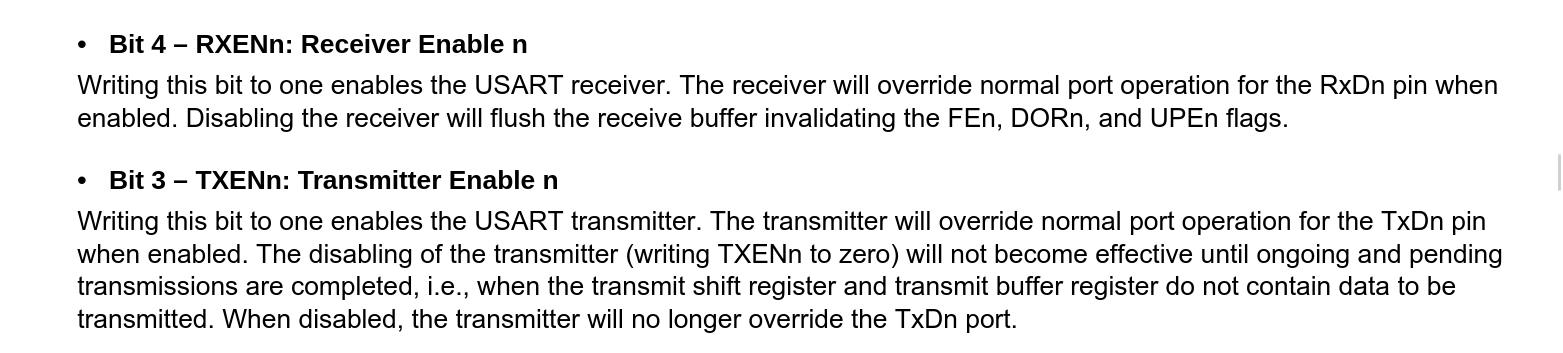 • Bit 4 – RXENn: Receiver Enable n
Writing this bit to one enables the USART receiver. The receiver will override normal port operation for the RxDn pin when
enabled. Disabling the receiver will flush the receive buffer invalidating the FEn, DORn, and UPEn flags.
• Bit 3 – TXENn: Transmitter Enable n
Writing this bit to one enables the USART transmitter. The transmitter will override normal port operation for the TxDn pin
when enabled. The disabling of the transmitter (writing TXENn to zero) will not become effective until ongoing and pending
transmissions are completed, i.e., when the transmit shift register and transmit buffer register do not contain data to be
transmitted. When disabled, the transmitter will no longer override the TxDn port.